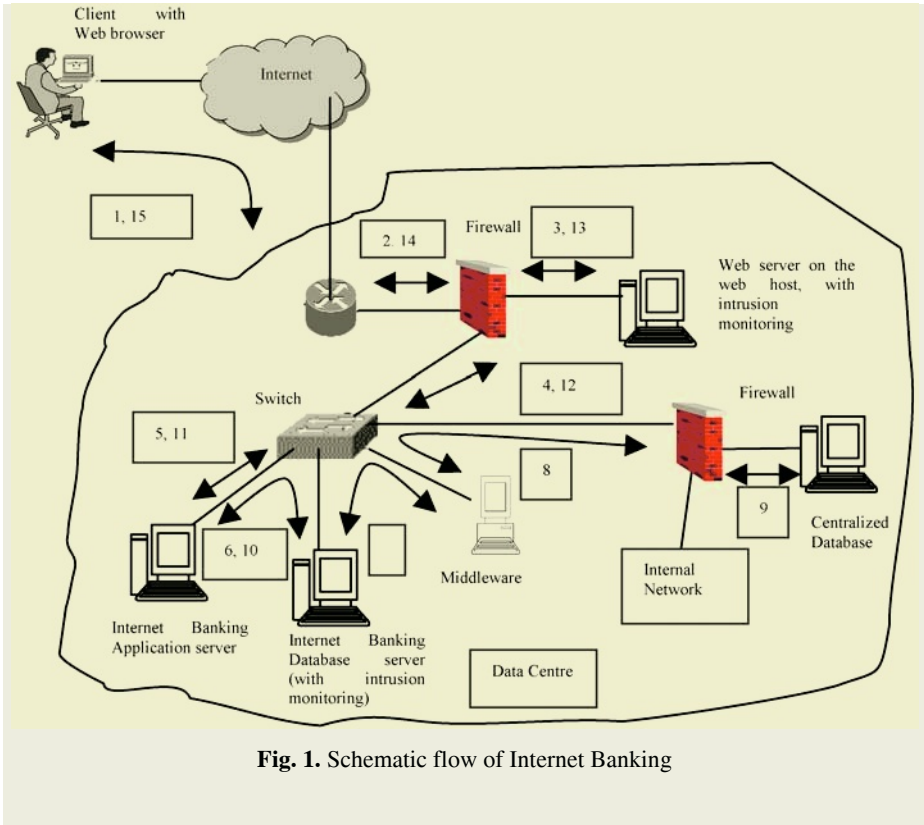 Client with
Web browser
Internet
1, 15
2. 14
Firewall
3, 13
Web server on the
web host, with
intrusion
monitoring
4, 12
Firewall
Switch
5, 11
8
9
Centralized
Database
6, 10
Middleware
Internal
Network
Internet Banking
Application server
Internet Banking
Database server
(with intrusion
monitoring)
Data Centre
Fig. 1. Schematic flow of Internet Banking